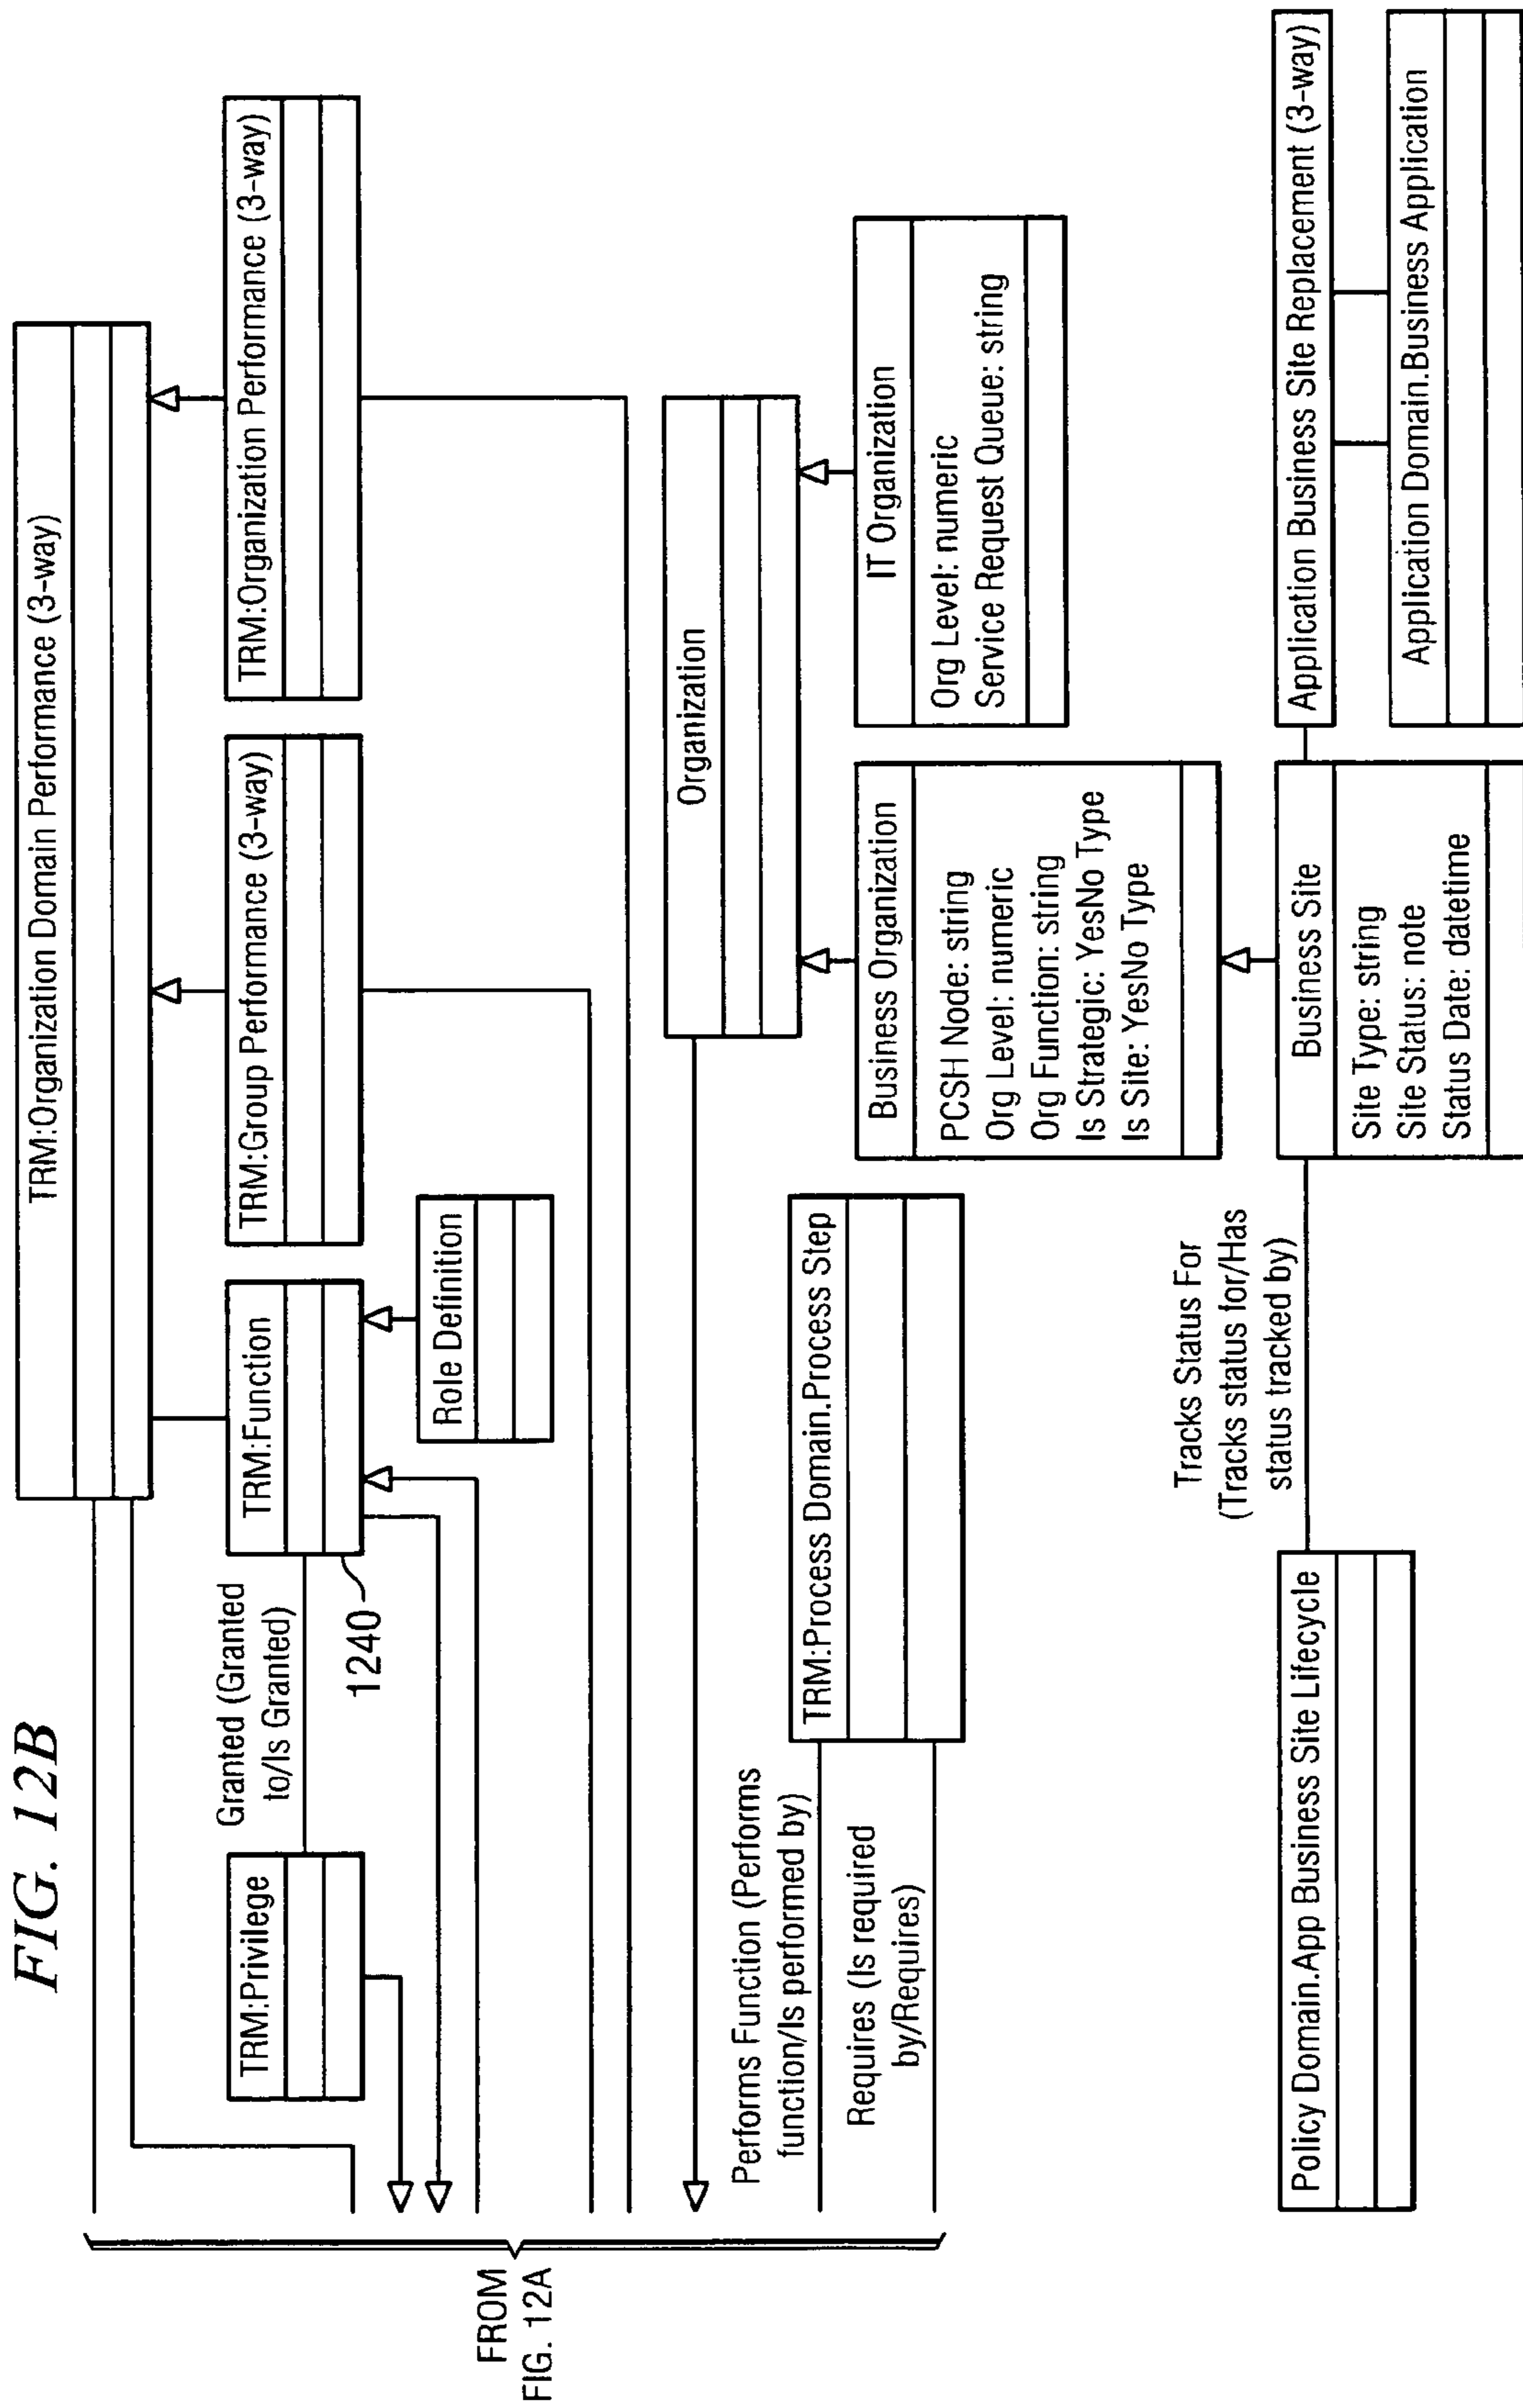 FIG. 12B
TRM:Organization Domain Performance (3-way)
TRM:Privilege
Granted (Granted
to/Is Granted)
TRM:Function
1240
TRM:Group Performance (3-way)
TRM:Organization Performance (3-way)
Role Definition
FROM
FIG. 12A
Organization
Performs Function (Performs
function/Is performed by)
Requires (Is required
by/Requires)
TRM:Process Domain.Process Step
Business Organization
PCSH Node: string
Org Level: numeric
Org Function: string
Is Strategic: YesNo Type
Is Site: YesNo Type
IT Organization
Org Level: numeric
Service Request Queue: string
Policy Domain.App Business Site Lifecycle
Tracks Status For
(Tracks status for/Has
status tracked by)
Business Site
Site Type: string
Site Status: note
Status Date: datetime
Application Business Site Replacement (3-way)
Application Domain.Business Application